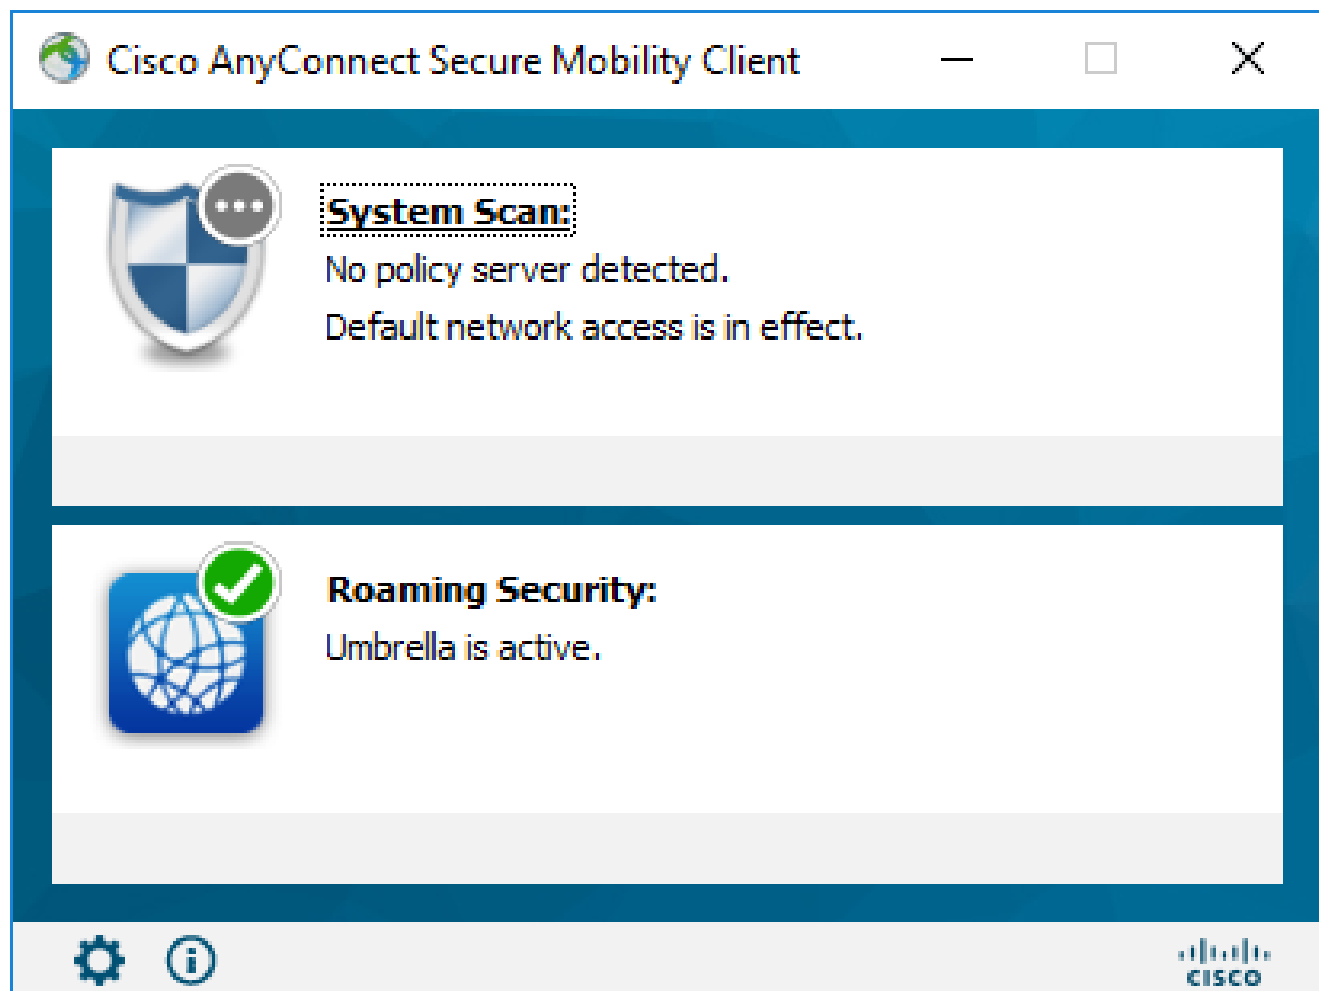 Cisco AnyConnect Secure Mobility Client
System Scan:
No policy server detected.
Default network access is in effect.
Roaming Security:
Umbrella is active.
CISCO